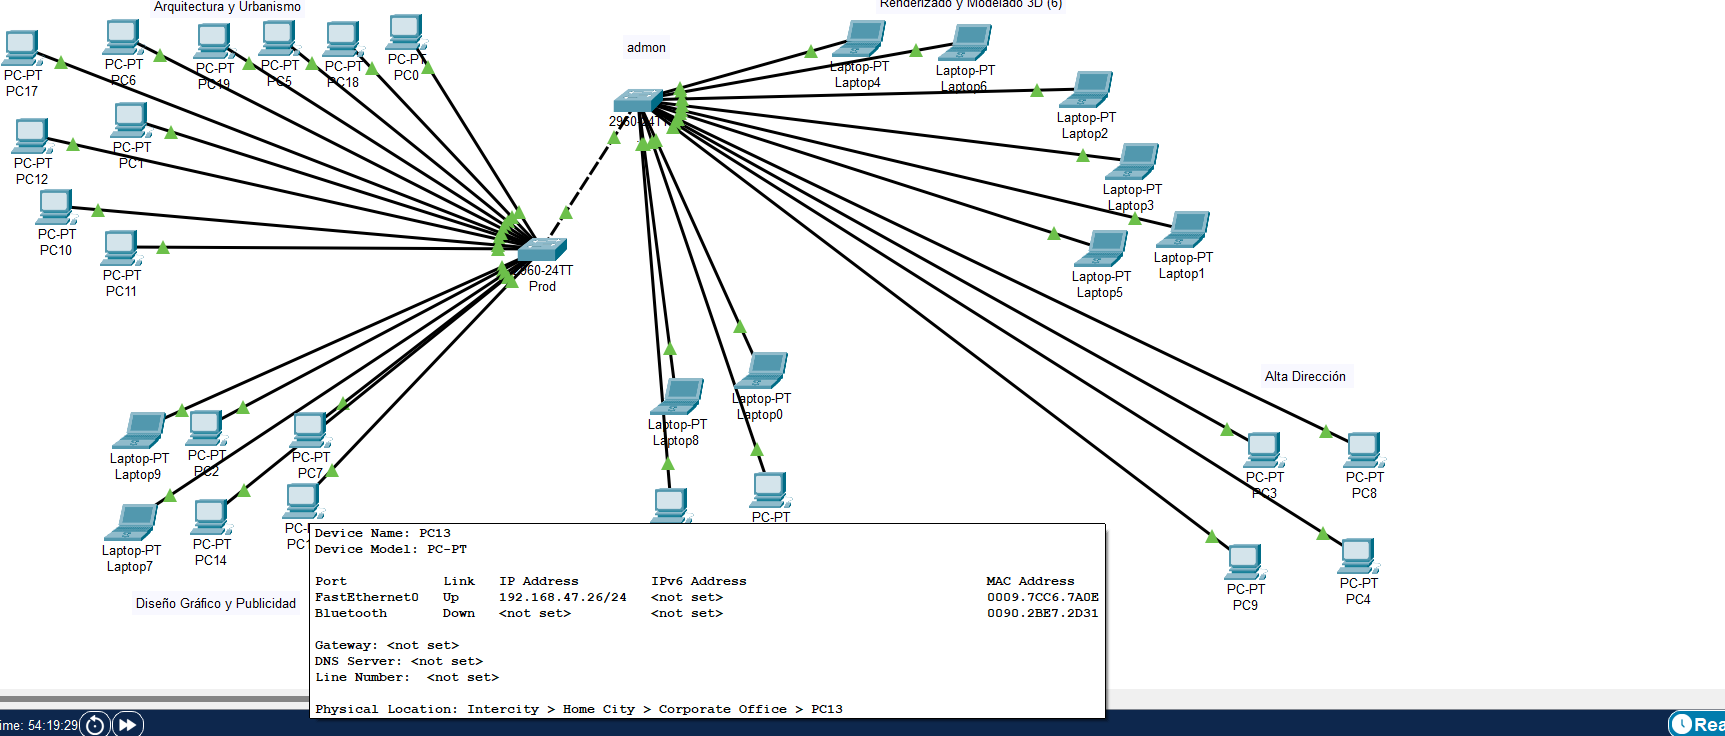 Arquitectura y Urbanismo
Renderizado y Modelado 3D (6)
admon
PC-PT
PC17
PC-PT
PC6
PC-PT
PC19
PC-PT
PC5
PC-PT
PC18
PC-PT
PC0
PC-PT
PC12
PC-PT
PC1
PC-PT
PC10
PC-PT
PC11
2960-24TT
Prod
2960-24TT
Laptop-PT
Laptop4
Laptop-PT
Laptop6
Laptop-PT
Laptop2
Laptop-PT
Laptop3
Laptop-PT
Laptop1
Laptop-PT
Laptop5
Alta Dirección
Laptop-PT
Laptop8
Laptop-PT
Laptop0
PC-PT
Laptop-PT
Laptop9
PC-PT
PC2
PC-PT
PC7
Laptop-PT
Laptop7
PC-PT
PC14
PC-PT
PC3
PC-PT
PC8
PC-PT
PC9
PC-PT
PC4
Diseño Gráfico y Publicidad
Device Name: PC13
Device Model: PC-PT
Port Link IP Address IPv6 Address MAC Address
FastEthernet0 Up 192.168.47.26/24 <not set> 0009.7CC6.7A0E
Bluetooth Down <not set> <not set> 0090.2BE7.2D31
Gateway: <not set>
DNS Server: <not set>
Line Number: <not set>
Physical Location: Intercity > Home City > Corporate Office > PC13
ime: 54:19:29
Rea